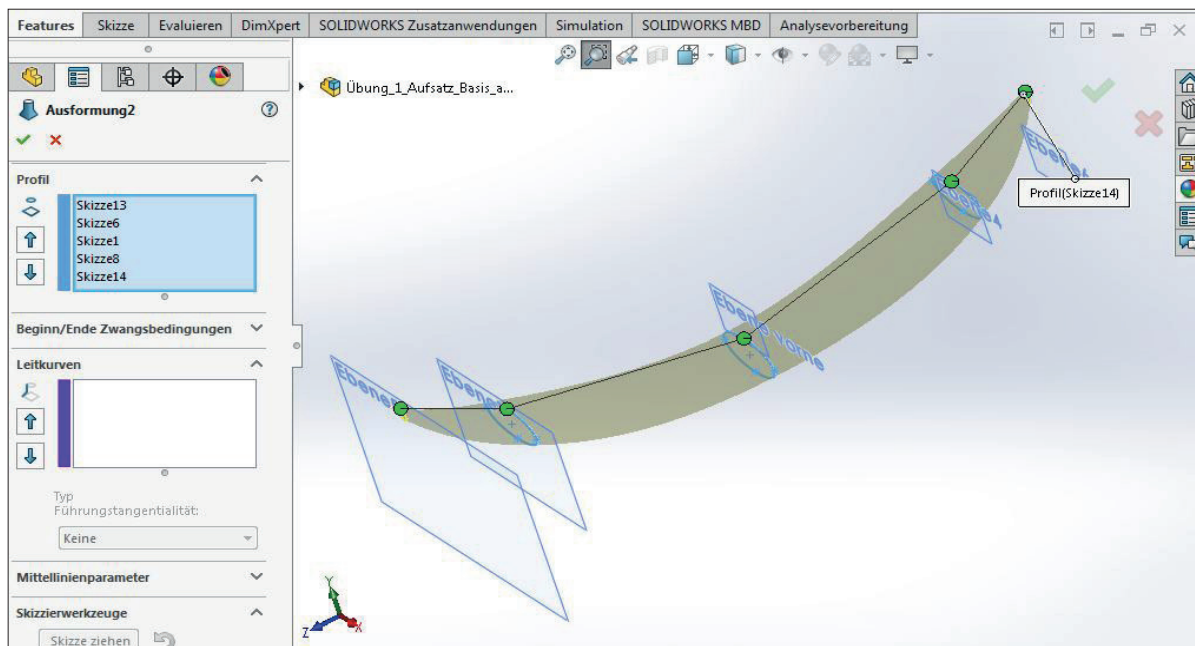 Features Skizze Evaluieren DimXpert SOLIDWORKS Zusatzanwendungen Simulation SOLIDWORKS MBD Analysevorbereitung
Übung_1_Aufsatz_Basis_a...
Ausformung2
Profil
Skizze13
Skizze6
Skizze1
Skizze8
Skizze14
Beginn/Ende Zwangsbedingungen
Leitkurven
Typ
Führungstangentialität:
Keine
Mittellinienparameter
Skizzierwerkzeuge
Skizze ziehen
Profil(Skizze14)
Ebene
Ebene4
Ebene vorne
Ebene
Ebene
Y
Z
X